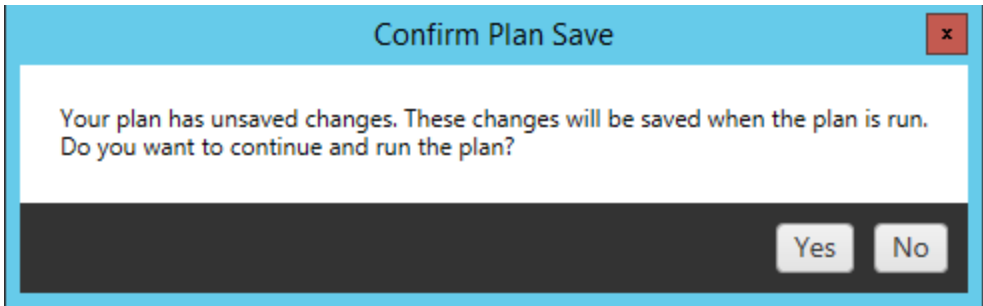 Confirm Plan Save
x
Your plan has unsaved changes. These changes will be saved when the plan is run.
Do you want to continue and run the plan?
Yes No